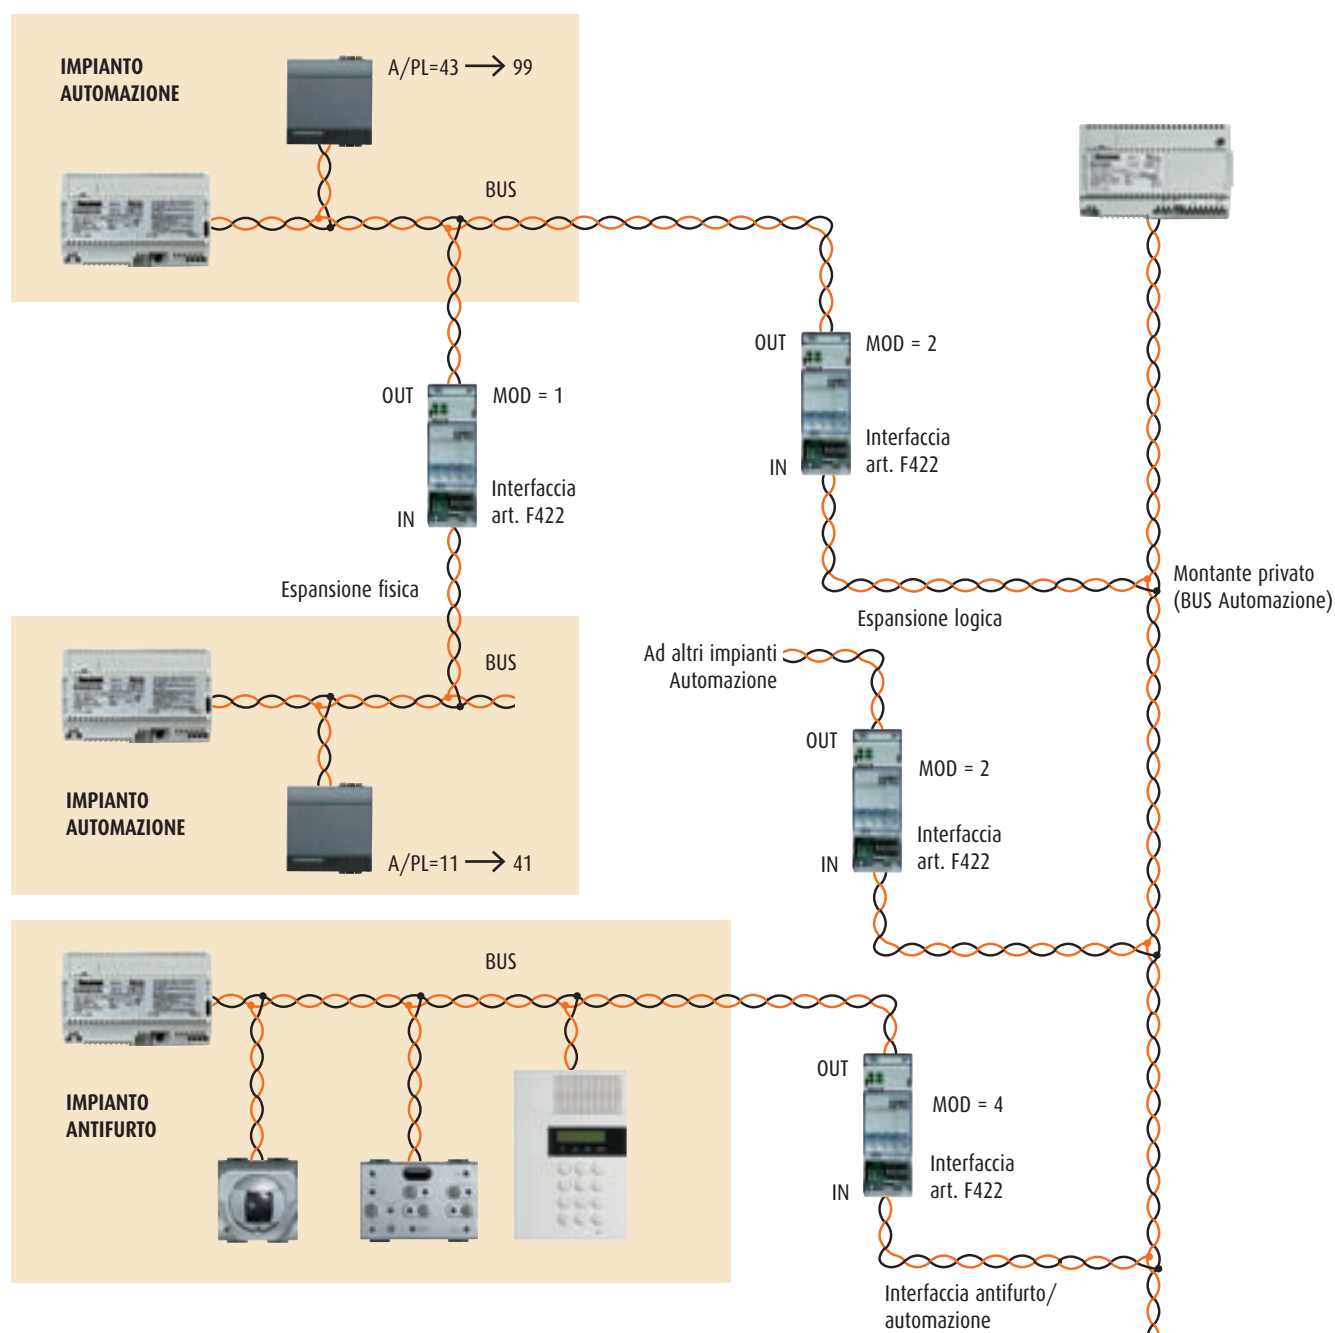 IMPIANTO
AUTOMAZIONE
A/PL=43 → 99
BUS
OUT
MOD = 2
Interfaccia
art. F422
IN
OUT
MOD = 1
Interfaccia
art. F422
IN
Espansione fisica
Montante privato
(BUS Automazione)
Espansione logica
BUS
IMPIANTO
AUTOMAZIONE
A/PL=11 → 41
Ad altri impianti
Automazione
OUT
MOD = 2
Interfaccia
art. F422
IN
BUS
IMPIANTO
ANTIFURTO
OUT
MOD = 4
Interfaccia
art. F422
IN
Interfaccia antifurto/
automazione